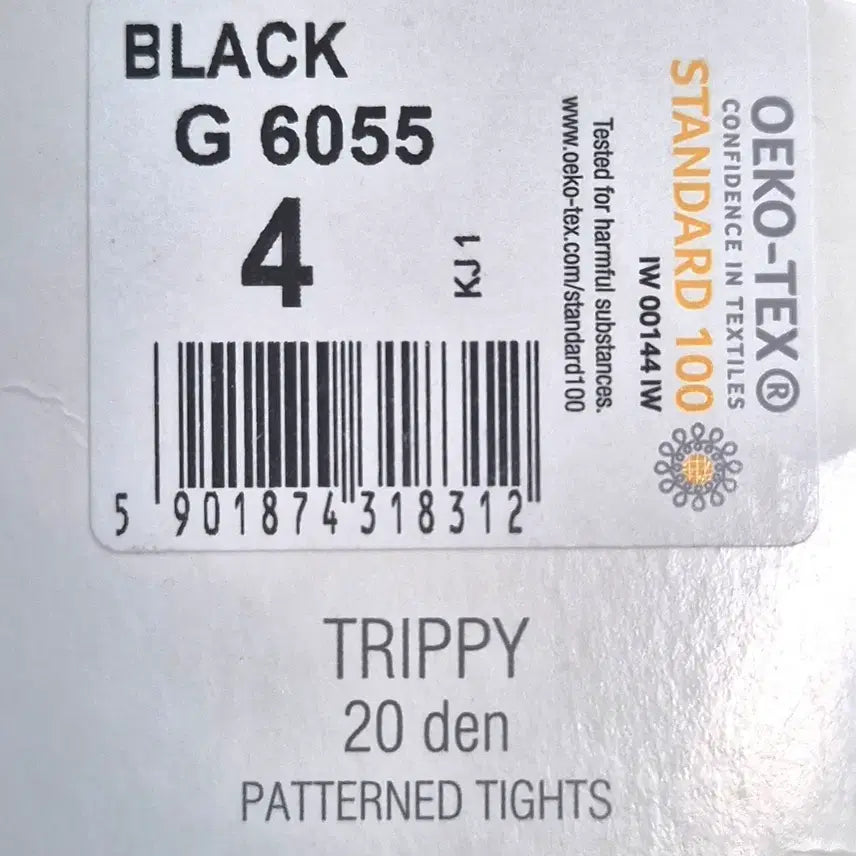 BLACK
G 6055
4
KJ 1
5 901874 318312
OEKO-TEX®
CONFIDENCE IN TEXTILES
STANDARD 100
IW 00144 IW
Tested for harmful substances.
www.oeko-tex.com/standard100
TRIPPY
20 den
PATTERNED TIGHTS